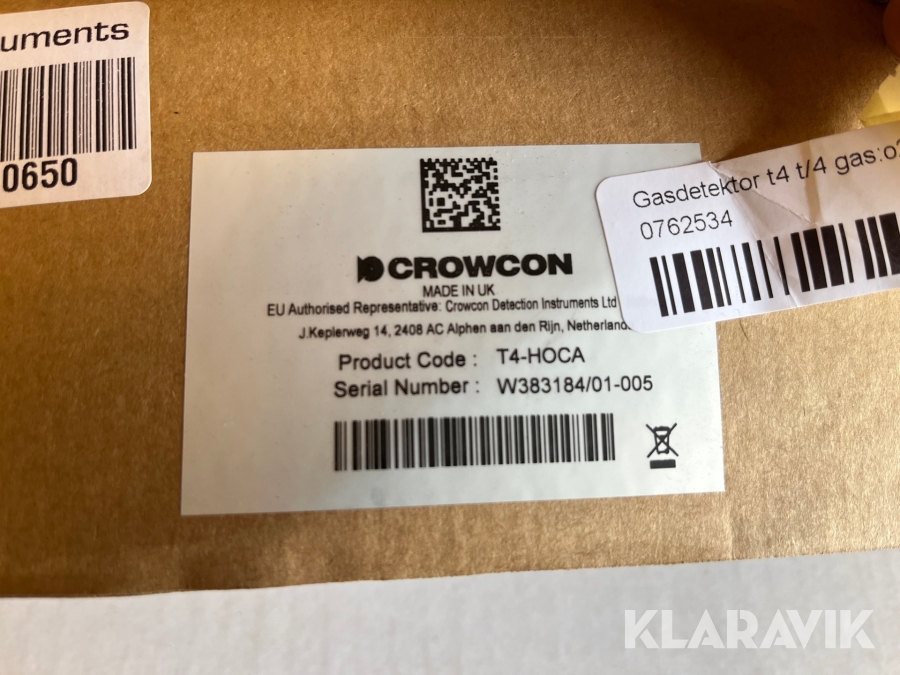 uments
0650
Gasdetektor t4 t/4 gas:o
0762534
CROWCON
MADE IN UK
EU Authorised Representative: Crowcon Detection Instruments Ltd
J.Keplerweg 14, 2408 AC Alphen aan den Rijn, Netherland
Product Code : T4-HOCA
Serial Number : W383184/01-005
KLARAVIK